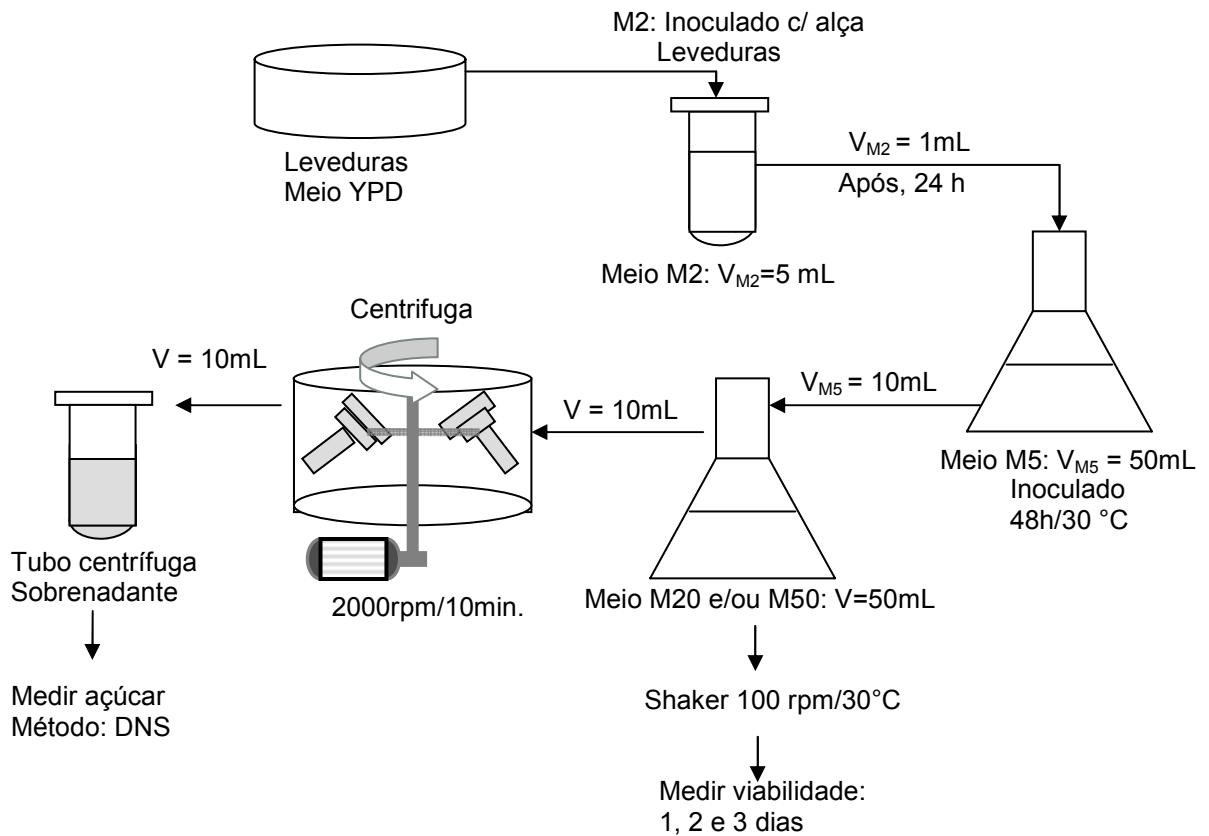 M2: Inoculado c/ alça
Leveduras
Leveduras
Meio YPD
V_M2 = 1mL
Após, 24 h
Meio M2: V_M2=5 mL
Meio M5: V_M5 = 50mL
Inoculado
48h/30 °C
V_M5 = 10mL
Meio M20 e/ou M50: V=50mL
Shaker 100 rpm/30°C
Medir viabilidade:
1, 2 e 3 dias
V = 10mL
Centrifuga
2000rpm/10min.
V = 10mL
Tubo centrífuga
Sobrenadante
Medir açúcar
Método: DNS